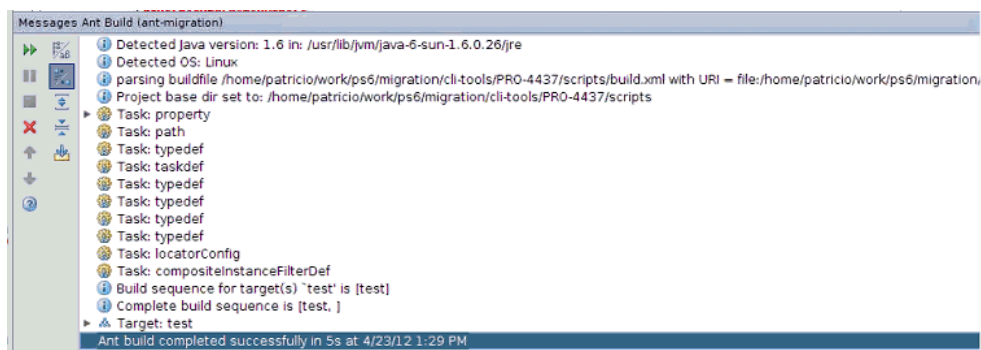 Messages Ant Build (ant-migration)
Detected Java version: 1.6 in: /usr/lib/jvm/java-6-sun-1.6.0.26/jre
Detected OS: Linux
parsing buildfile /home/patricio/work/ps6/migration/cli-tools/PRO-4437/scripts/build.xml with URI = file:/home/patricio/work/ps6/migration/
Project base dir set to: /home/patricio/work/ps6/migration/cli-tools/PRO-4437/scripts
Task: property
Task: path
Task: typedef
Task: taskdef
Task: typedef
Task: typedef
Task: typedef
Task: typedef
Task: locatorConfig
Task: compositeInstanceFilterDef
Build sequence for target(s) `test' is [test]
Complete build sequence is [test, ]
Target: test
Ant build completed successfully in 5s at 4/23/12 1:29 PM